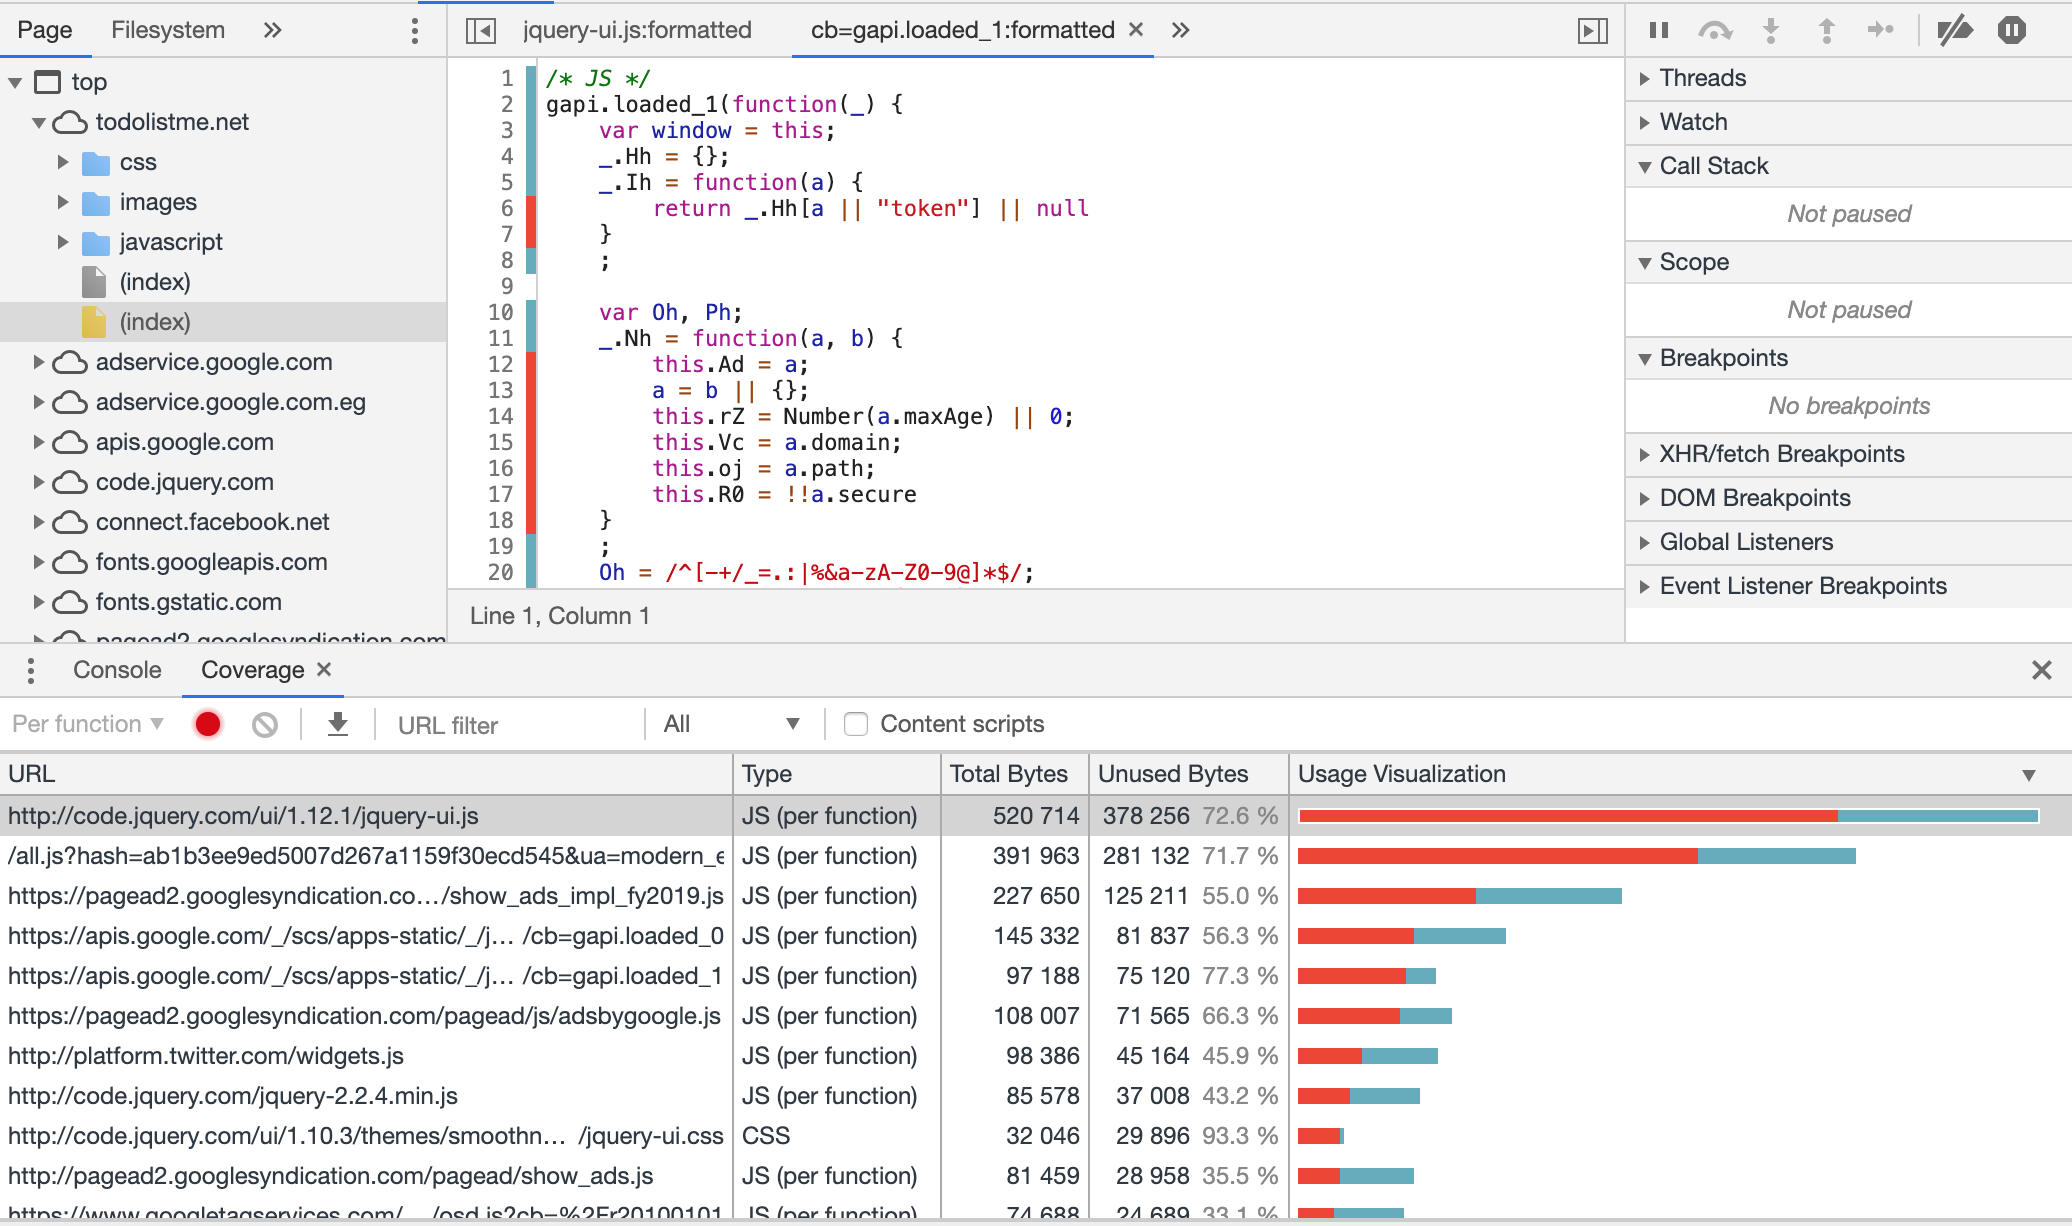 Page Filesystem »
top
todolistme.net
css
images
javascript
(index)
(index)
adservice.google.com
adservice.google.com.eg
apis.google.com
code.jquery.com
connect.facebook.net
fonts.googleapis.com
fonts.gstatic.com
pagead2.googlesyndication.com
jquery-ui.js:formatted cb=gapi.loaded_1:formatted × »
1 /* JS */
2 gapi.loaded_1(function(_) {
3 var window = this;
4 _.Hh = {};
5 _.Ih = function(a) {
6 return _.Hh[a || "token"] || null
7 }
8 ;
9
10 var Oh, Ph;
11 _.Nh = function(a, b) {
12 this.Ad = a;
13 a = b || {};
14 this.rZ = Number(a.maxAge) || 0;
15 this.Vc = a.domain;
16 this.oj = a.path;
17 this.R0 = !!a.secure
18 }
19 ;
20 Oh = /^[-+/_=.:|%&a-zA-Z0-9@]*$/;
Line 1, Column 1
Threads
Watch
Call Stack
Not paused
Scope
Not paused
Breakpoints
No breakpoints
XHR/fetch Breakpoints
DOM Breakpoints
Global Listeners
Event Listener Breakpoints
Console Coverage ×
Per function URL filter All Content scripts
URL Type Total Bytes Unused Bytes Usage Visualization
http://code.jquery.com/ui/1.12.1/jquery-ui.js JS (per function) 520 714 378 256 72.6 %
/all.js?hash=ab1b3ee9ed5007d267a1159f30ecd545&ua=modern_e JS (per function) 391 963 281 132 71.7 %
https://pagead2.googlesyndication.co…/show_ads_impl_fy2019.js JS (per function) 227 650 125 211 55.0 %
https://apis.google.com/_/scs/apps-static/_/j… /cb=gapi.loaded_0 JS (per function) 145 332 81 837 56.3 %
https://apis.google.com/_/scs/apps-static/_/j… /cb=gapi.loaded_1 JS (per function) 97 188 75 120 77.3 %
https://pagead2.googlesyndication.com/pagead/js/adsbygoogle.js JS (per function) 108 007 71 565 66.3 %
http://platform.twitter.com/widgets.js JS (per function) 98 386 45 164 45.9 %
http://code.jquery.com/jquery-2.2.4.min.js JS (per function) 85 578 37 008 43.2 %
http://code.jquery.com/ui/1.10.3/themes/smoothn… /jquery-ui.css CSS 32 046 29 896 93.3 %
http://pagead2.googlesyndication.com/pagead/show_ads.js JS (per function) 81 459 28 958 35.5 %
https://www.googletagservices.com/… /osd.js?cb=%2Fr20100101 JS (per function) 74 688 24 689 33.1 %